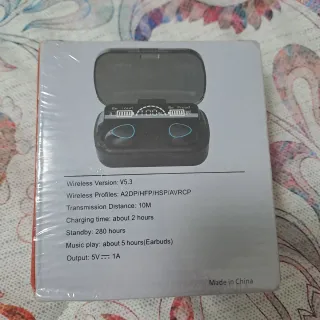 Wireless Version: V5.3
Wireless Profiles: A2DP/HFP/HSP/AVRCP
Transmission Distance: 10M
Charging time: about 2 hours
Standby: 280 hours
Music play: about 5 hours(Earbuds)
Output: 5V⎓1A
Made in China